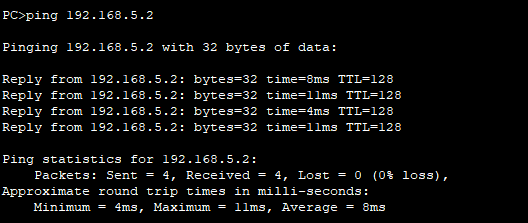 PC>ping 192.168.5.2
Pinging 192.168.5.2 with 32 bytes of data:
Reply from 192.168.5.2: bytes=32 time=8ms TTL=128
Reply from 192.168.5.2: bytes=32 time=11ms TTL=128
Reply from 192.168.5.2: bytes=32 time=4ms TTL=128
Reply from 192.168.5.2: bytes=32 time=11ms TTL=128
Ping statistics for 192.168.5.2:
Packets: Sent = 4, Received = 4, Lost = 0 (0% loss),
Approximate round trip times in milli-seconds:
Minimum = 4ms, Maximum = 11ms, Average = 8ms